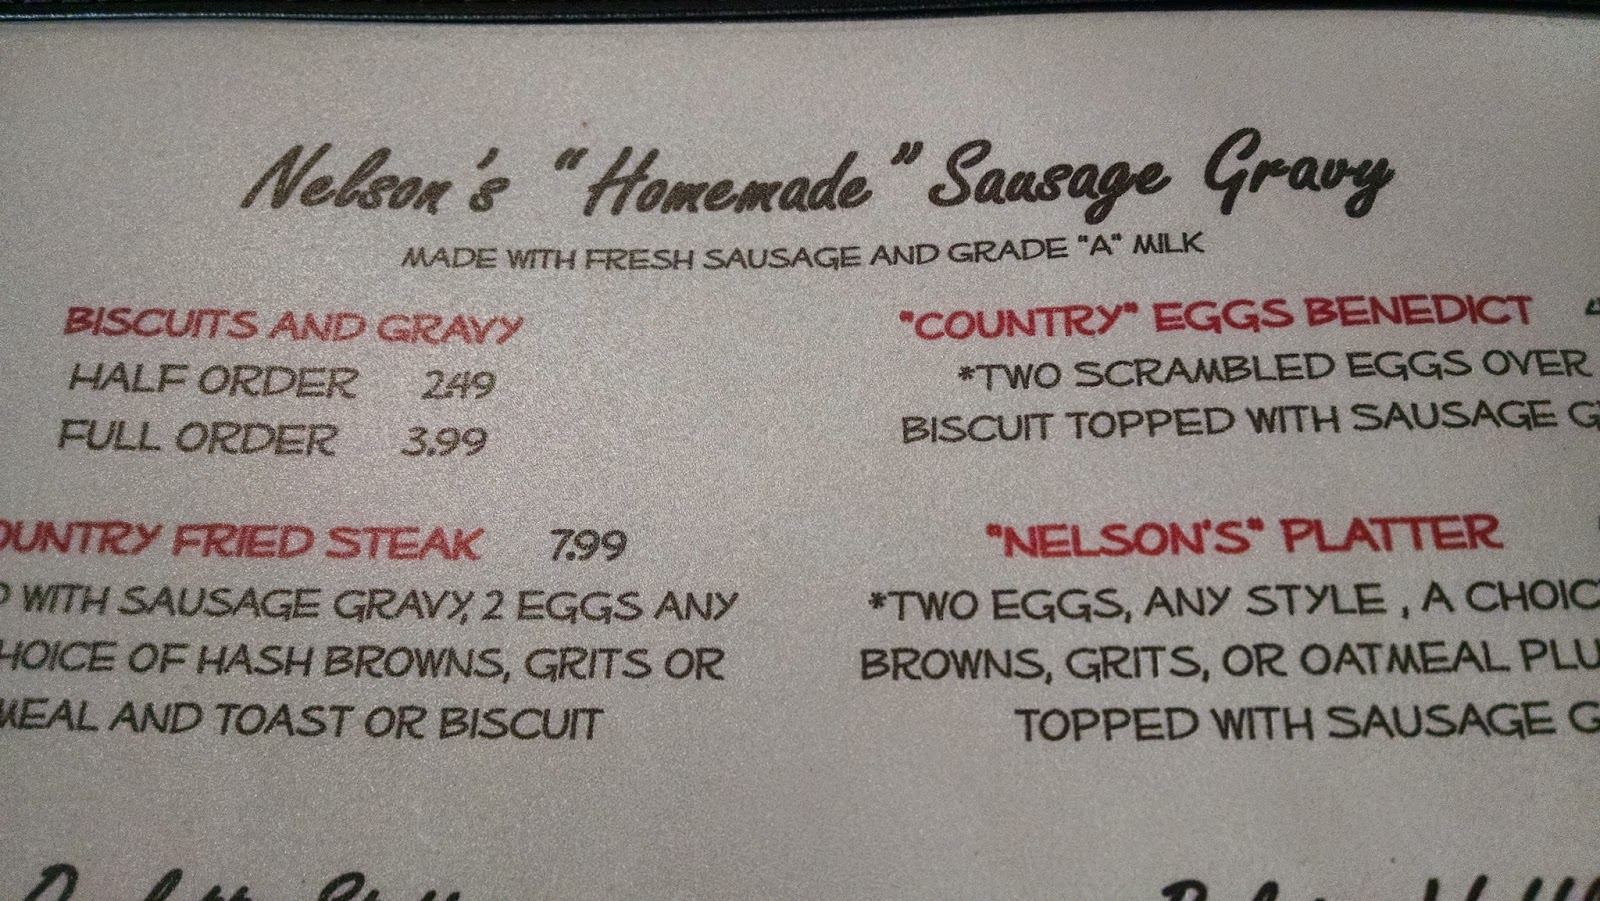 Nelson's "Homemade" Sausage Gravy
MADE WITH FRESH SAUSAGE AND GRADE "A" MILK
BISCUITS AND GRAVY
HALF ORDER 2.49
FULL ORDER 3.99
OUNTRY FRIED STEAK 7.99
WITH SAUSAGE GRAVY, 2 EGGS ANY
HOICE OF HASH BROWNS, GRITS OR
MEAL AND TOAST OR BISCUIT
"COUNTRY" EGGS BENEDICT
*TWO SCRAMBLED EGGS OVER
BISCUIT TOPPED WITH SAUSAGE G
"NELSON'S" PLATTER
*TWO EGGS, ANY STYLE , A CHOIC
BROWNS, GRITS, OR OATMEAL PLU
TOPPED WITH SAUSAGE G